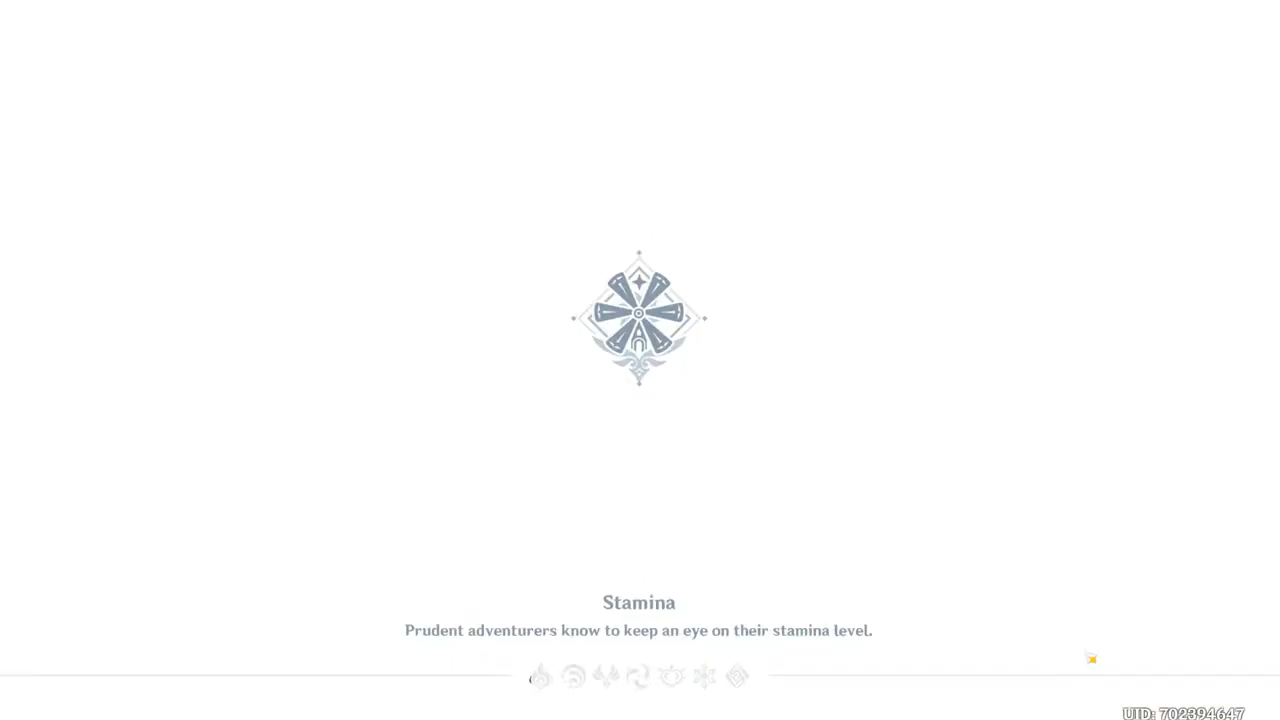 Stamina
Prudent adventurers know to keep an eye on their stamina level.
UID: 702394647